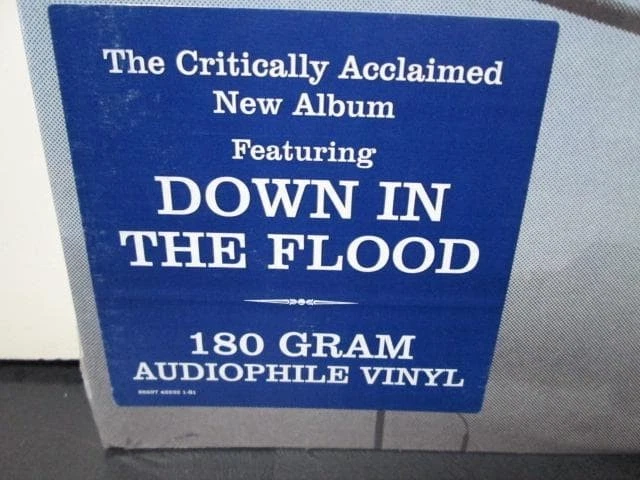 The Critically Acclaimed
New Album
Featuring
DOWN IN
THE FLOOD
180 GRAM
AUDIOPHILE VINYL